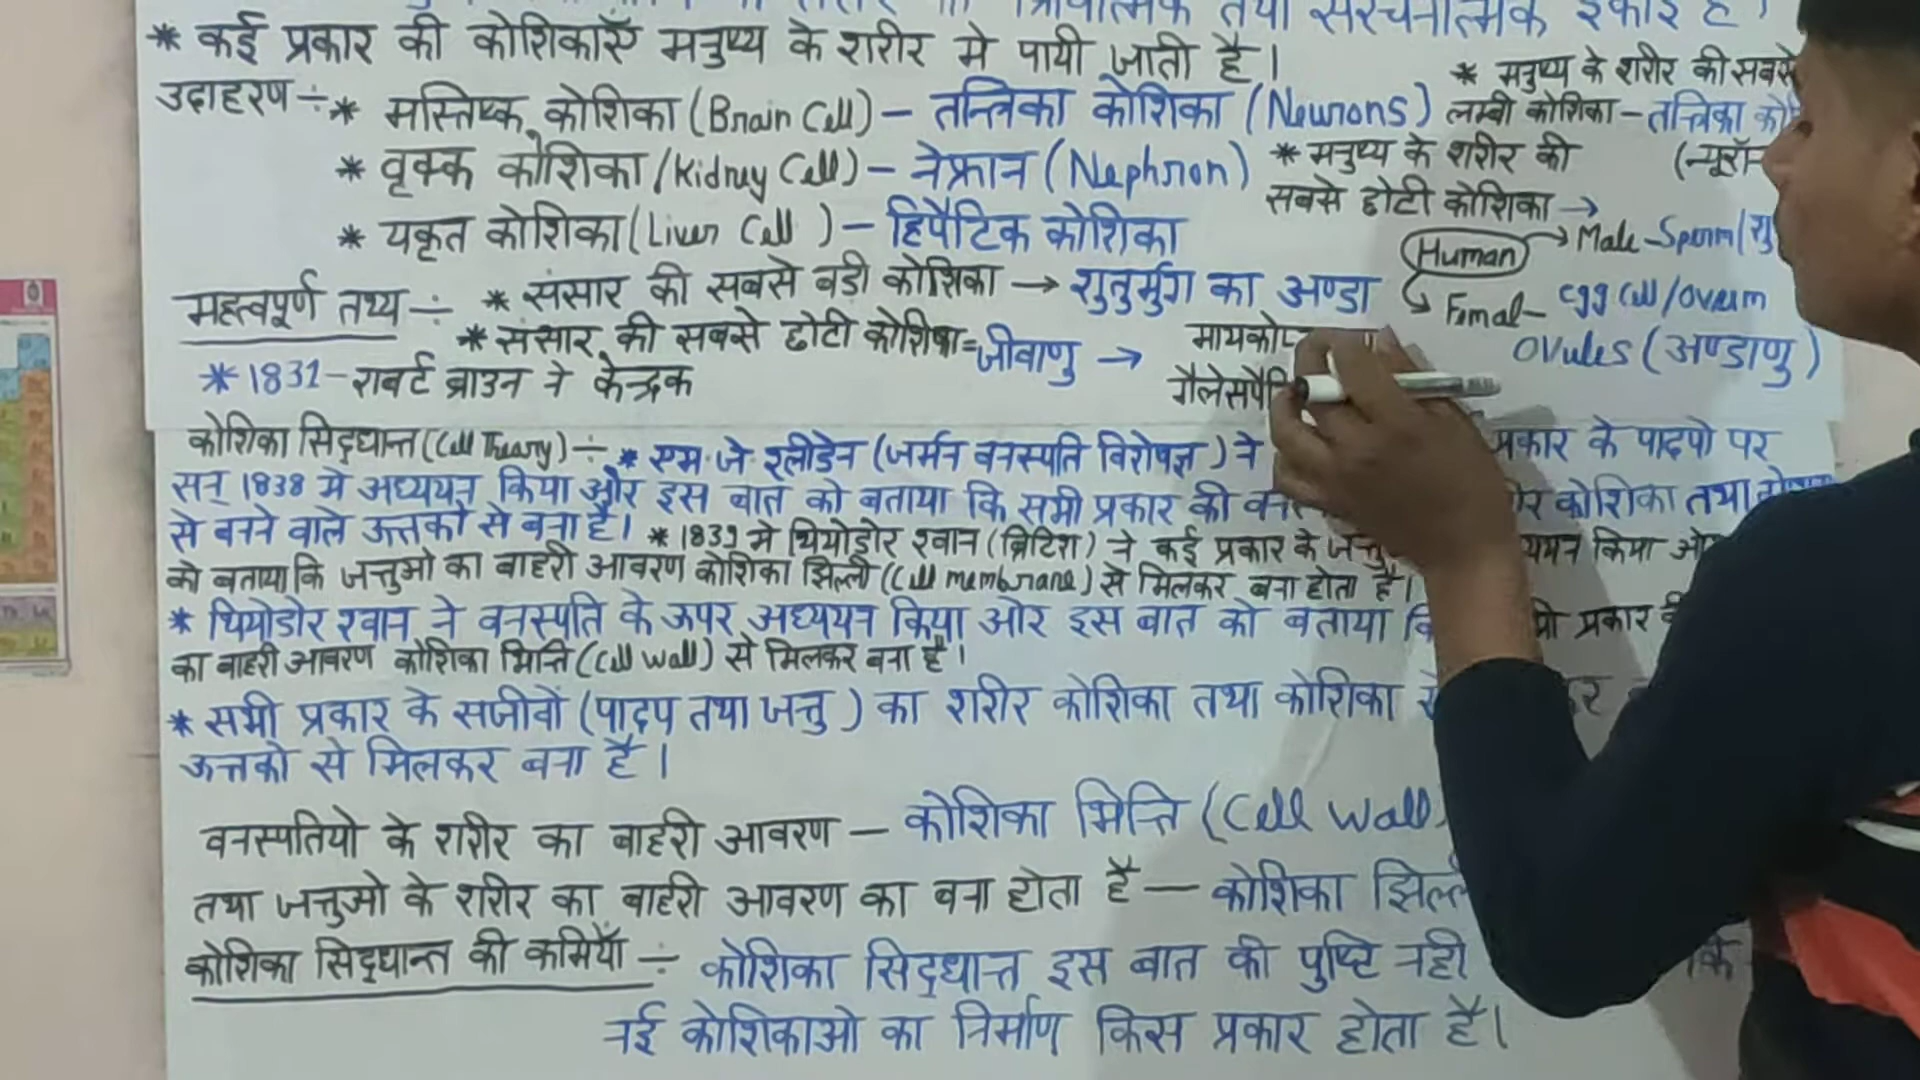 संरचनात्मक इकाई है।
* कई प्रकार की कोशिकाएँ मनुष्य के शरीर मे पायी जाती है।
उदाहरण ÷ * मस्तिष्क कोशिका (Brain Cell) – तन्त्रिका कोशिका (Neurons)
* वृक्क कोशिका (Kidney Cell) – नेफ्रान (Nephron)
* यकृत कोशिका (Liver Cell) – हिपैटिक कोशिका
* मनुष्य के शरीर की सबसे
लम्बी कोशिका – तन्त्रिका
* मनुष्य के शरीर की
सबसे छोटी कोशिका →
Human → Male – Sperm
Femal – Egg Cell/Ovum
Ovules (अण्डाणु)
महत्वपूर्ण तथ्य ÷ * संसार की सबसे बडी कोशिका → शुतुर्मुग का अण्डा
* संसार की सबसे छोटी कोशिका = जीवाणु →
* 1831 – राबर्ट ब्राउन ने केन्द्रक
कोशिका सिद्धान्त (Cell Theory) ÷ * एम.जे. श्लीडेन (जर्मन वनस्पति विशेषज्ञ) ने प्रकार के पादपो पर
सन् 1838 मे अध्ययन किया और इस बात को बताया कि सभी प्रकार की कोशिका तथा
से बनने वाले ऊत्तको से बना है। * 1839 मे थियोडोर श्वान (ब्रिटिश) ने कई प्रकार के किया
को बताया कि जन्तुओ का बाहरी आवरण कोशिका झिल्ली (Cell membrane) से मिलकर बना होता है।
* थियोडोर श्वान ने वनस्पति के ऊपर अध्ययन किया ओर इस बात को बताया प्रकार
का बाहरी आवरण कोशिका भित्ति (Cell Wall) से मिलकर बना है।
* सभी प्रकार के सजीवो (पादप तथा जन्तु) का शरीर कोशिका तथा कोशिका
ऊत्तको से मिलकर बना है।
वनस्पतियो के शरीर का बाहरी आवरण – कोशिका भित्ति (Cell Wall)
तथा जन्तुओ के शरीर का बाहरी आवरण का बना होता है – कोशिका
कोशिका सिद्धान्त की कमियाँ ÷ कोशिका सिद्धान्त इस बात की पुष्टि नही
नई कोशिकाओ का निर्माण किस प्रकार होता है।